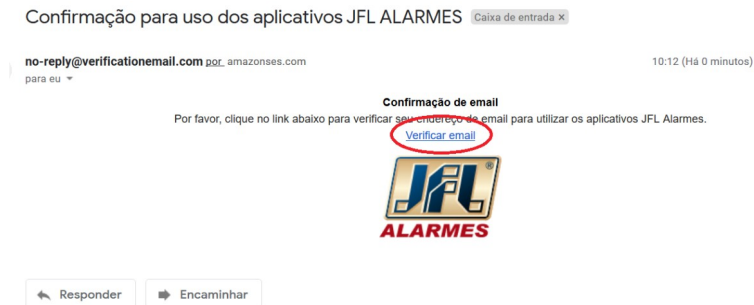 Confirmação para uso dos aplicativos JFL ALARMES Caixa de entrada ×
no-reply@verificationemail.com por amazonses.com 10:12 (Há 0 minutos)
para eu
Confirmação de email
Por favor, clique no link abaixo para verificar seu endereço de email para utilizar os aplicativos JFL Alarmes.
Verificar email
JFL®
ALARMES
Responder Encaminhar